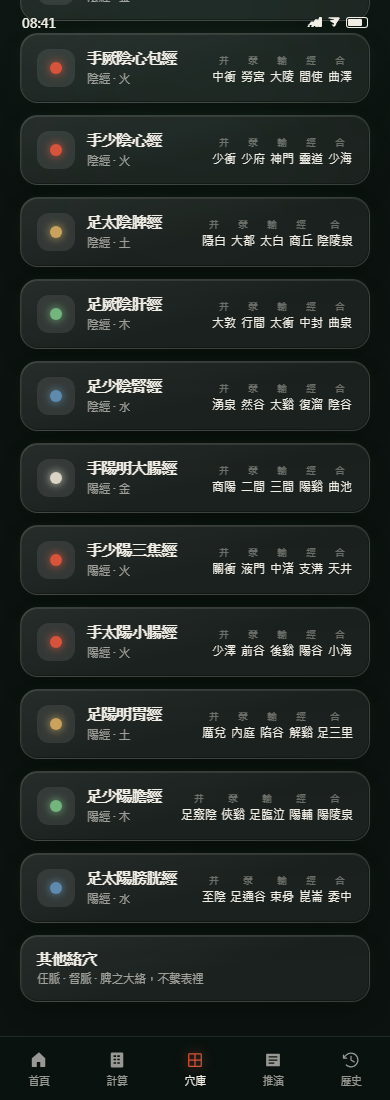 08:41
手厥陰心包經
陰經·火
井 滎 輸 經 合
中衝 勞宮 大陵 間使 曲澤
手少陰心經
陰經·火
井 滎 輸 經 合
少衝 少府 神門 靈道 少海
足太陰脾經
陰經·土
井 滎 輸 經 合
隱白 大都 太白 商丘 陰陵泉
足厥陰肝經
陰經·木
井 滎 輸 經 合
大敦 行間 太衝 中封 曲泉
足少陰腎經
陰經·水
井 滎 輸 經 合
湧泉 然谷 太谿 復溜 陰谷
手陽明大腸經
陽經·金
井 滎 輸 經 合
商陽 二間 三間 陽谿 曲池
手少陽三焦經
陽經·火
井 滎 輸 經 合
關衝 液門 中渚 支溝 天井
手太陽小腸經
陽經·火
井 滎 輸 經 合
少澤 前谷 後谿 陽谷 小海
足陽明胃經
陽經·土
井 滎 輸 經 合
厲兌 內庭 陷谷 解谿 足三里
足少陽膽經
陽經·木
井 滎 輸 經 合
足竅陰 俠谿 足臨泣 陽輔 陽陵泉
足太陽膀胱經
陽經·水
井 滎 輸 經 合
至陰 足通谷 束骨 崑崙 委中
其他絡穴
任脈·督脈·脾之大絡，不繫表裡
首頁 計算 穴庫 推演 歷史